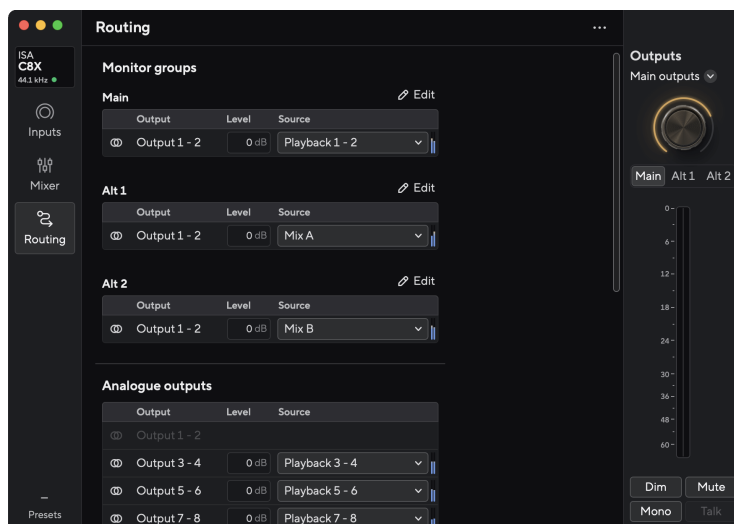 Routing
...
ISA
C8X
44.1 kHz
Inputs
Mixer
Routing
Presets
Monitor groups
Main
Edit
Output Level Source
Output 1 - 2 0 dB Playback 1 - 2
Alt 1
Edit
Output Level Source
Output 1 - 2 0 dB Mix A
Alt 2
Edit
Output Level Source
Output 1 - 2 0 dB Mix B
Analogue outputs
Output Level Source
Output 1 - 2
Output 3 - 4 0 dB Playback 3 - 4
Output 5 - 6 0 dB Playback 5 - 6
Output 7 - 8 0 dB Playback 7 - 8
Outputs
Main outputs
Main Alt 1 Alt 2
0
6
12
18
24
30
36
48
60
Dim Mute
Mono Talk